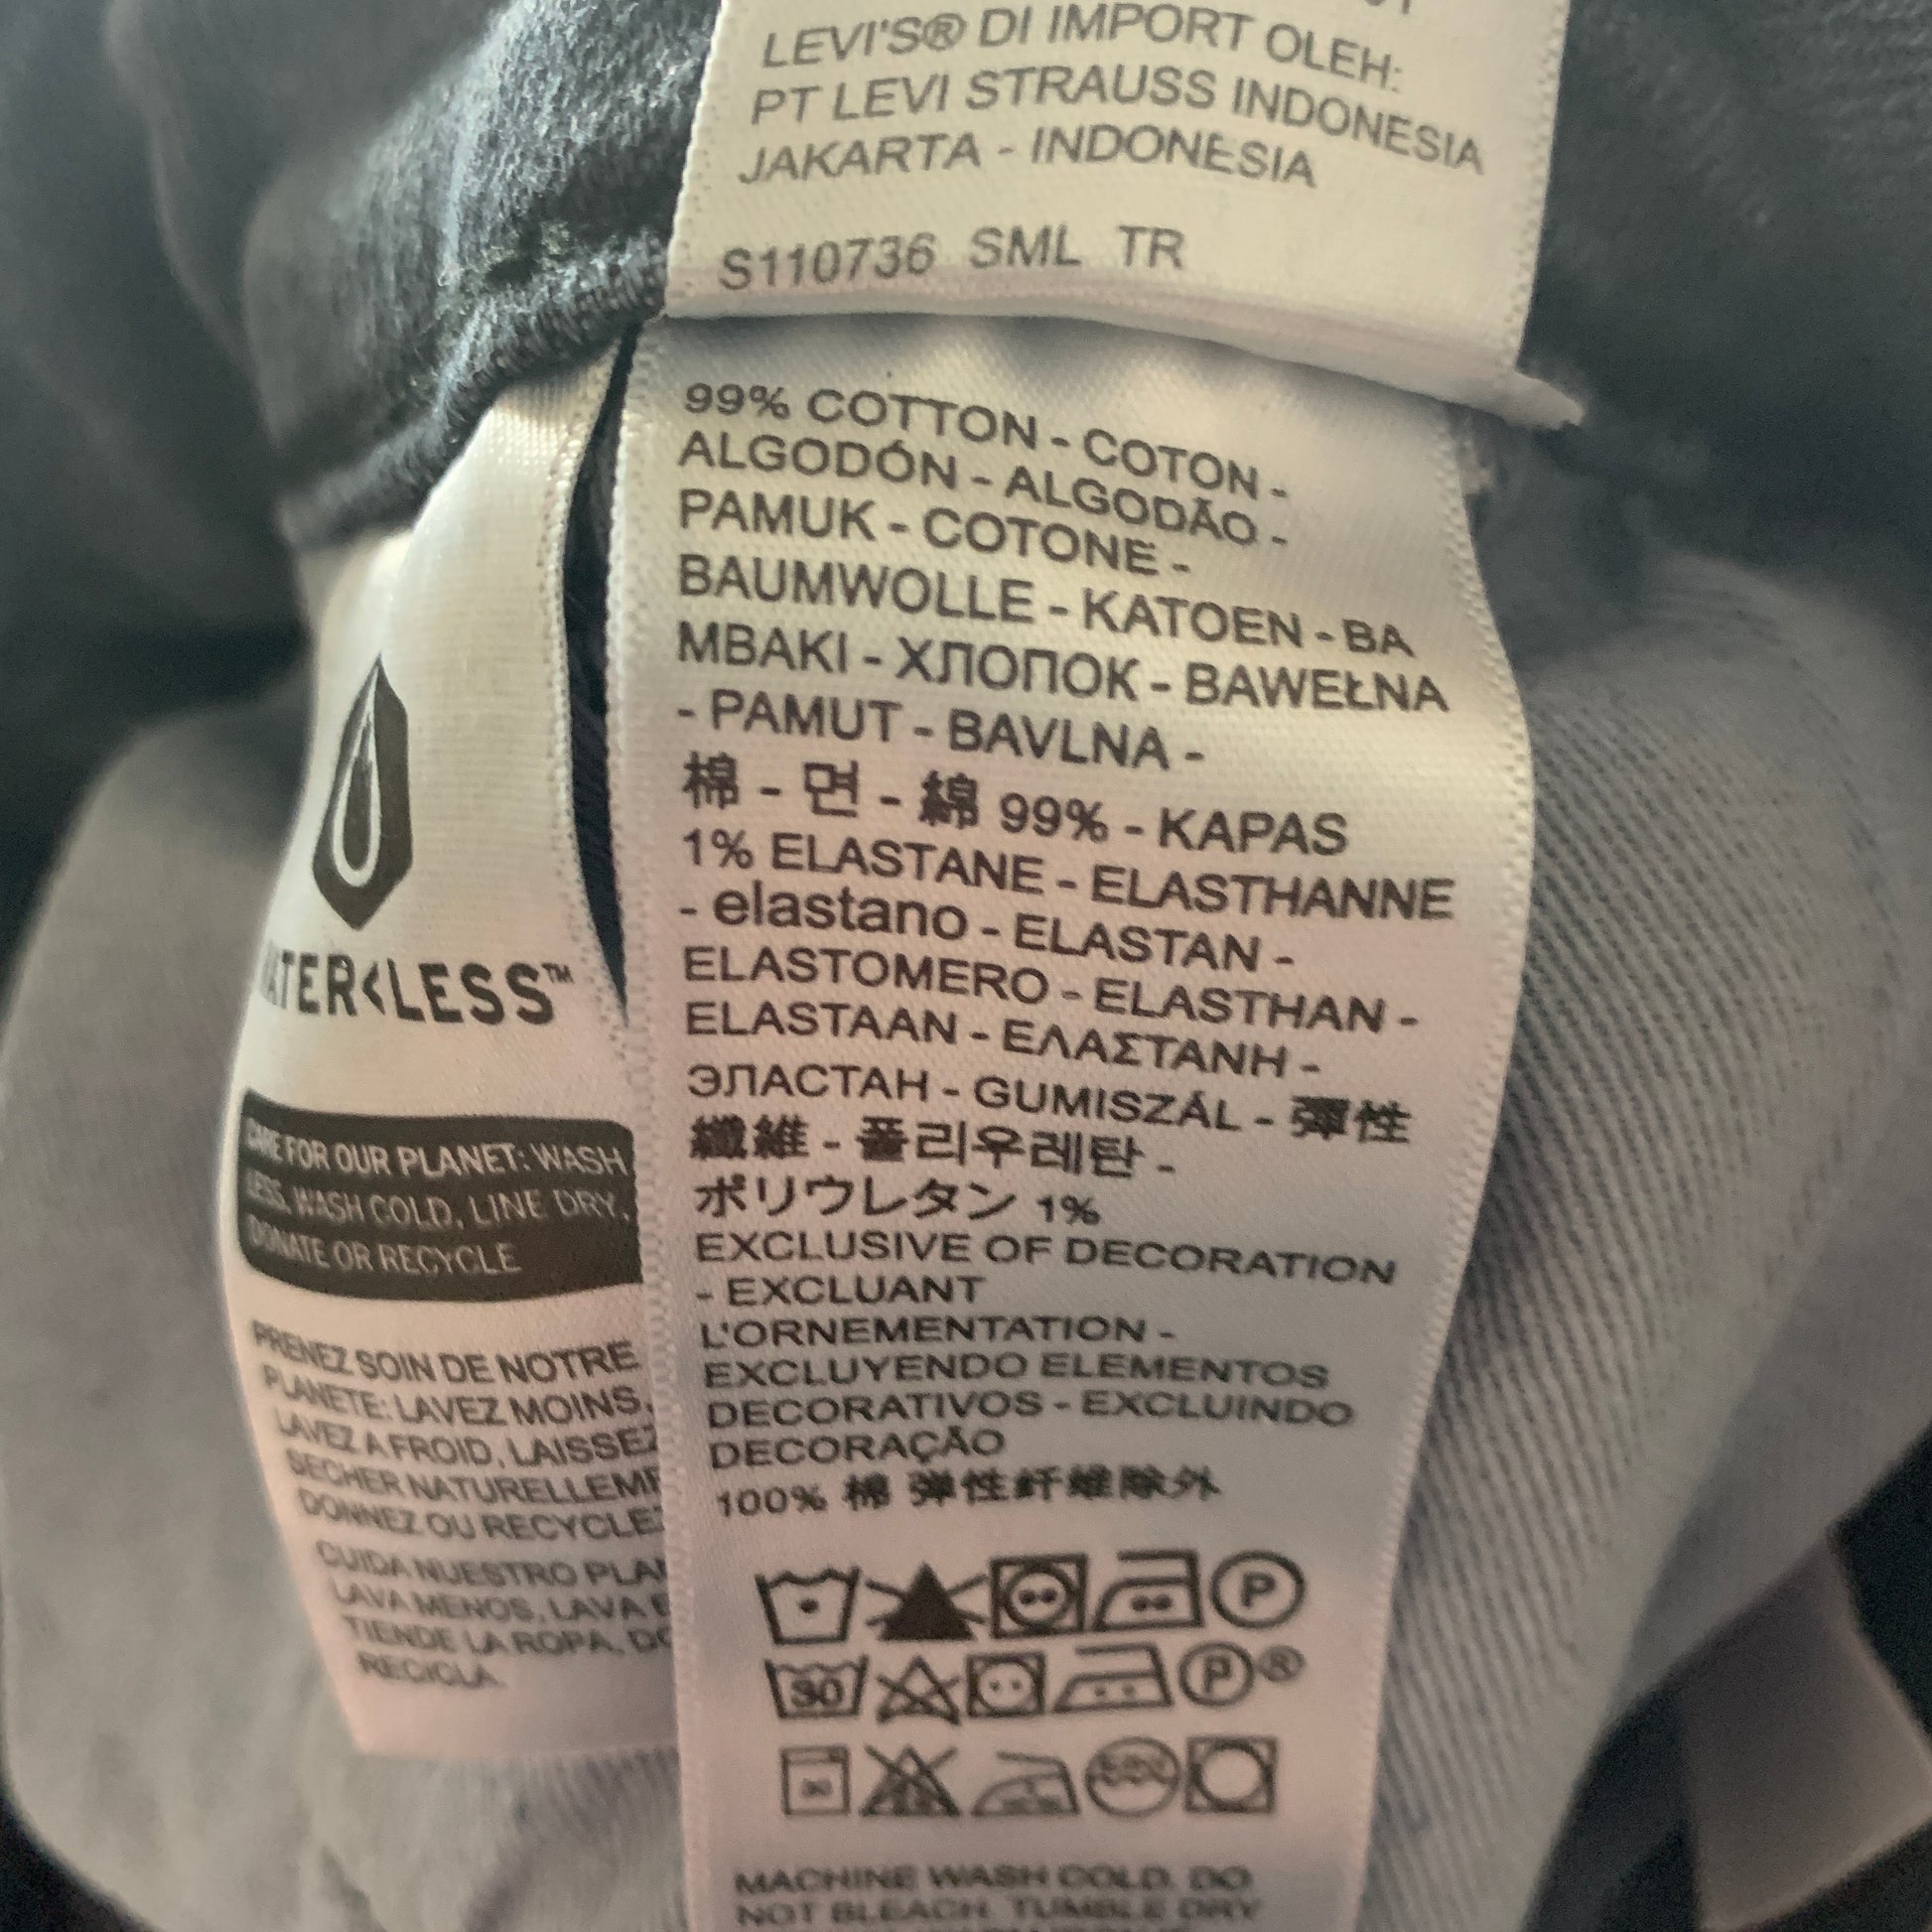 LEVI'S® DI IMPORT OLEH:
PT LEVI STRAUSS INDONESIA
JAKARTA - INDONESIA
S110736 SML TR
99% COTTON - COTON -
ALGODÓN - ALGODÃO -
PAMUK - COTONE -
BAUMWOLLE - KATOEN - BA
MBAKI - ХЛОПОК - BAWEŁNA
- PAMUT - BAVLNA -
棉 - 면 - 綿 99% - KAPAS
1% ELASTANE - ELASTHANNE
- elastano - ELASTAN -
ELASTOMERO - ELASTHAN -
ELASTAAN - ΕΛΑΣΤΑΝΗ -
ЭЛАСТАН - GUMISZÁL - 彈性
纖維 - 폴리우레탄 -
ポリウレタン 1%
EXCLUSIVE OF DECORATION
- EXCLUANT
L'ORNEMENTATION -
EXCLUYENDO ELEMENTOS
DECORATIVOS - EXCLUINDO
DECORAÇÃO
100% 棉 弹性纤维除外
P
30 P®
30
MACHINE WASH COLD. DO
NOT BLEACH. TUMBLE DRY
WATER<LESS™
CARE FOR OUR PLANET: WASH
LESS, WASH COLD, LINE DRY,
DONATE OR RECYCLE
PRENEZ SOIN DE NOTRE
PLANETE: LAVEZ MOINS,
LAVEZ A FROID, LAISSEZ
SECHER NATURELLEME
DONNEZ OU RECYCLEZ
CUIDA NUESTRO PLA
LAVA MENOS, LAVA E
TIENDE LA ROPA, DO
RECICLA.